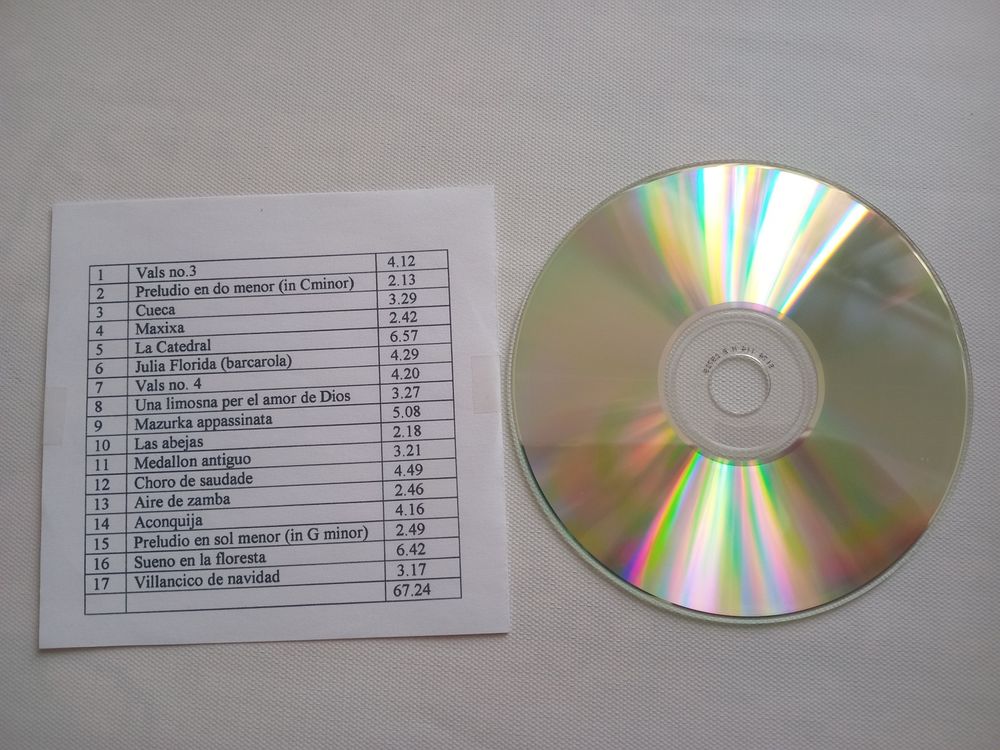 1 Vals no.3 4.12
2 Preludio en do menor (in Cminor) 2.13
3 Cueca 3.29
4 Maxixa 2.42
5 La Catedral 6.57
6 Julia Florida (barcarola) 4.29
7 Vals no. 4 4.20
8 Una limosna per el amor de Dios 3.27
9 Mazurka appassinata 5.08
10 Las abejas 2.18
11 Medallon antiguo 3.21
12 Choro de saudade 4.49
13 Aire de zamba 2.46
14 Aconquija 4.16
15 Preludio en sol menor (in G minor) 2.49
16 Sueno en la floresta 6.42
17 Villancico de navidad 3.17
67.24